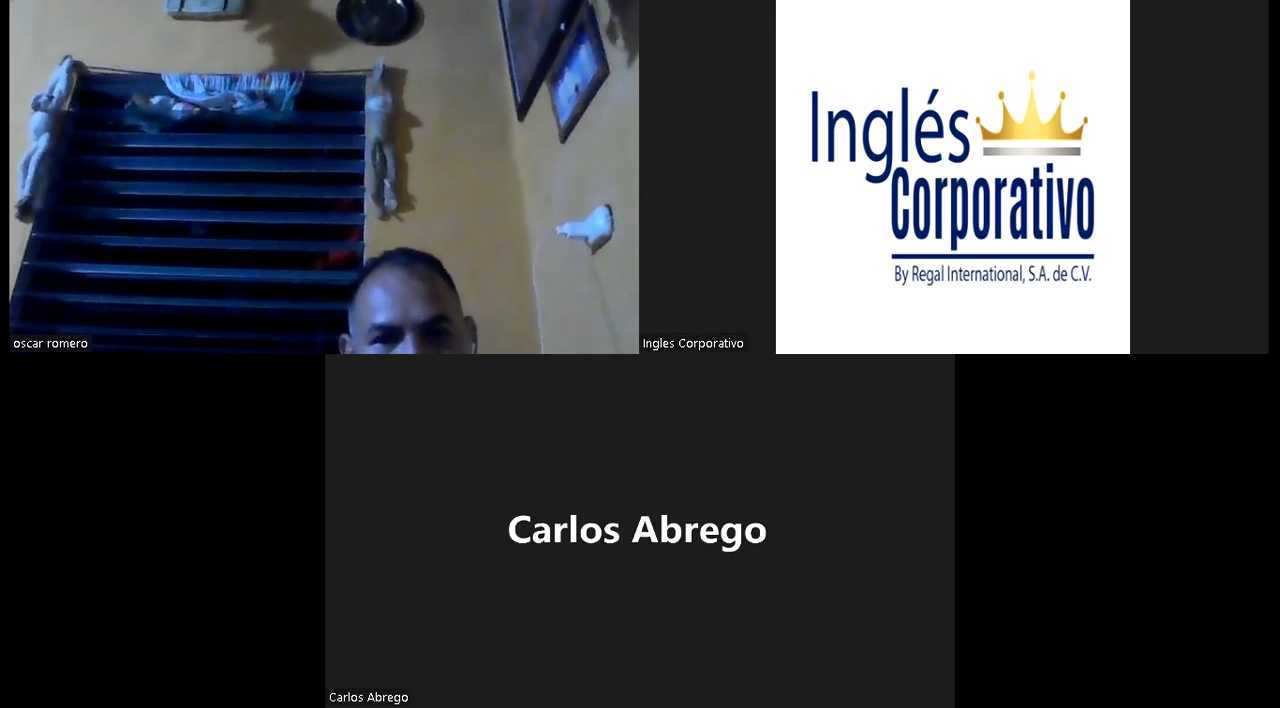 Inglés
Corporativo
By Regal International, S.A. de C.V.
oscar romero
Ingles Corporativo
Carlos Abrego
Carlos Abrego